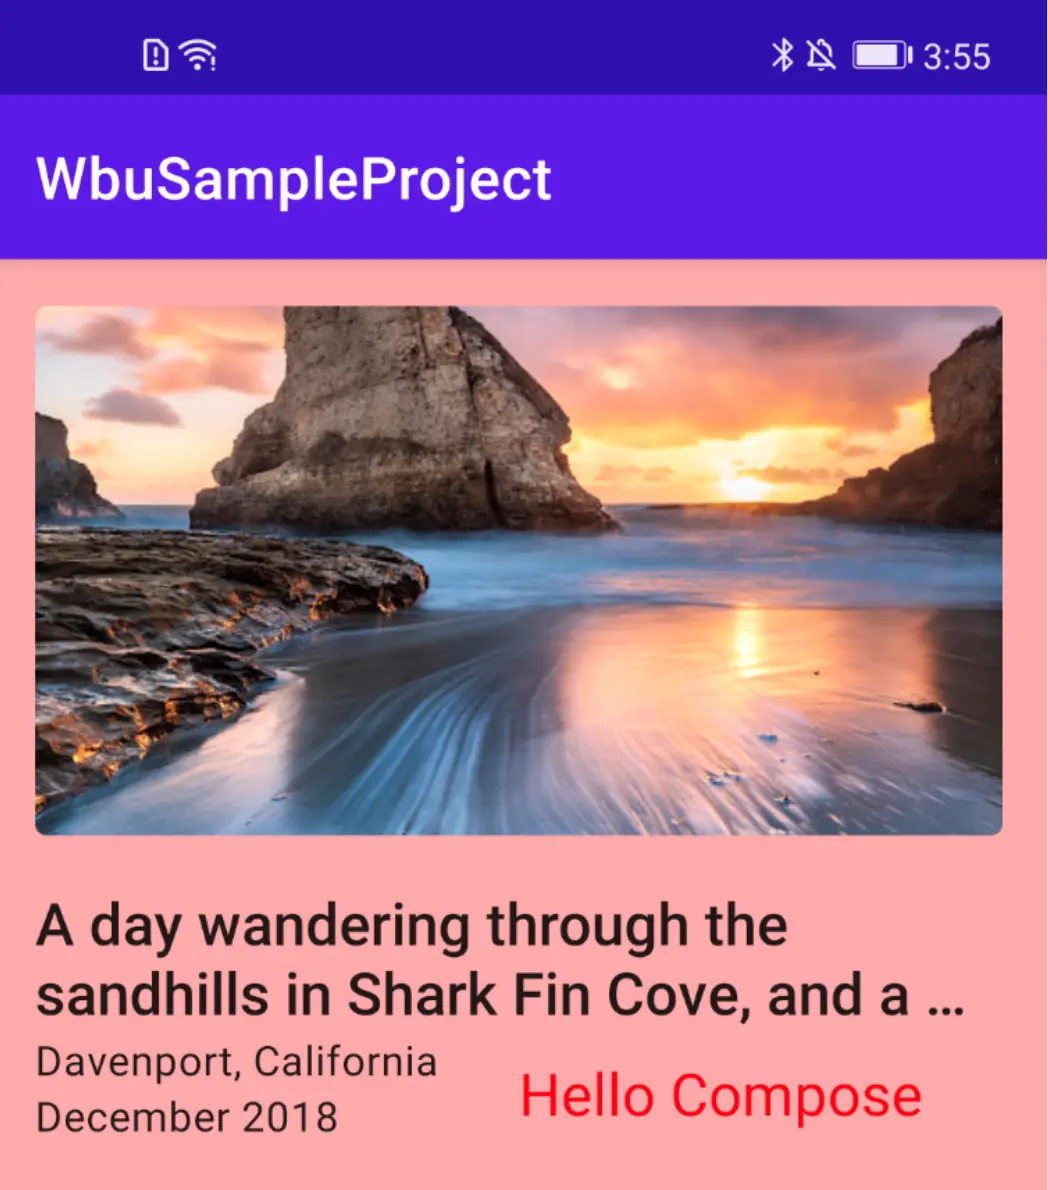 3:55
WbuSampleProject
A day wandering through the
sandhills in Shark Fin Cove, and a ...
Davenport, California
December 2018
Hello Compose